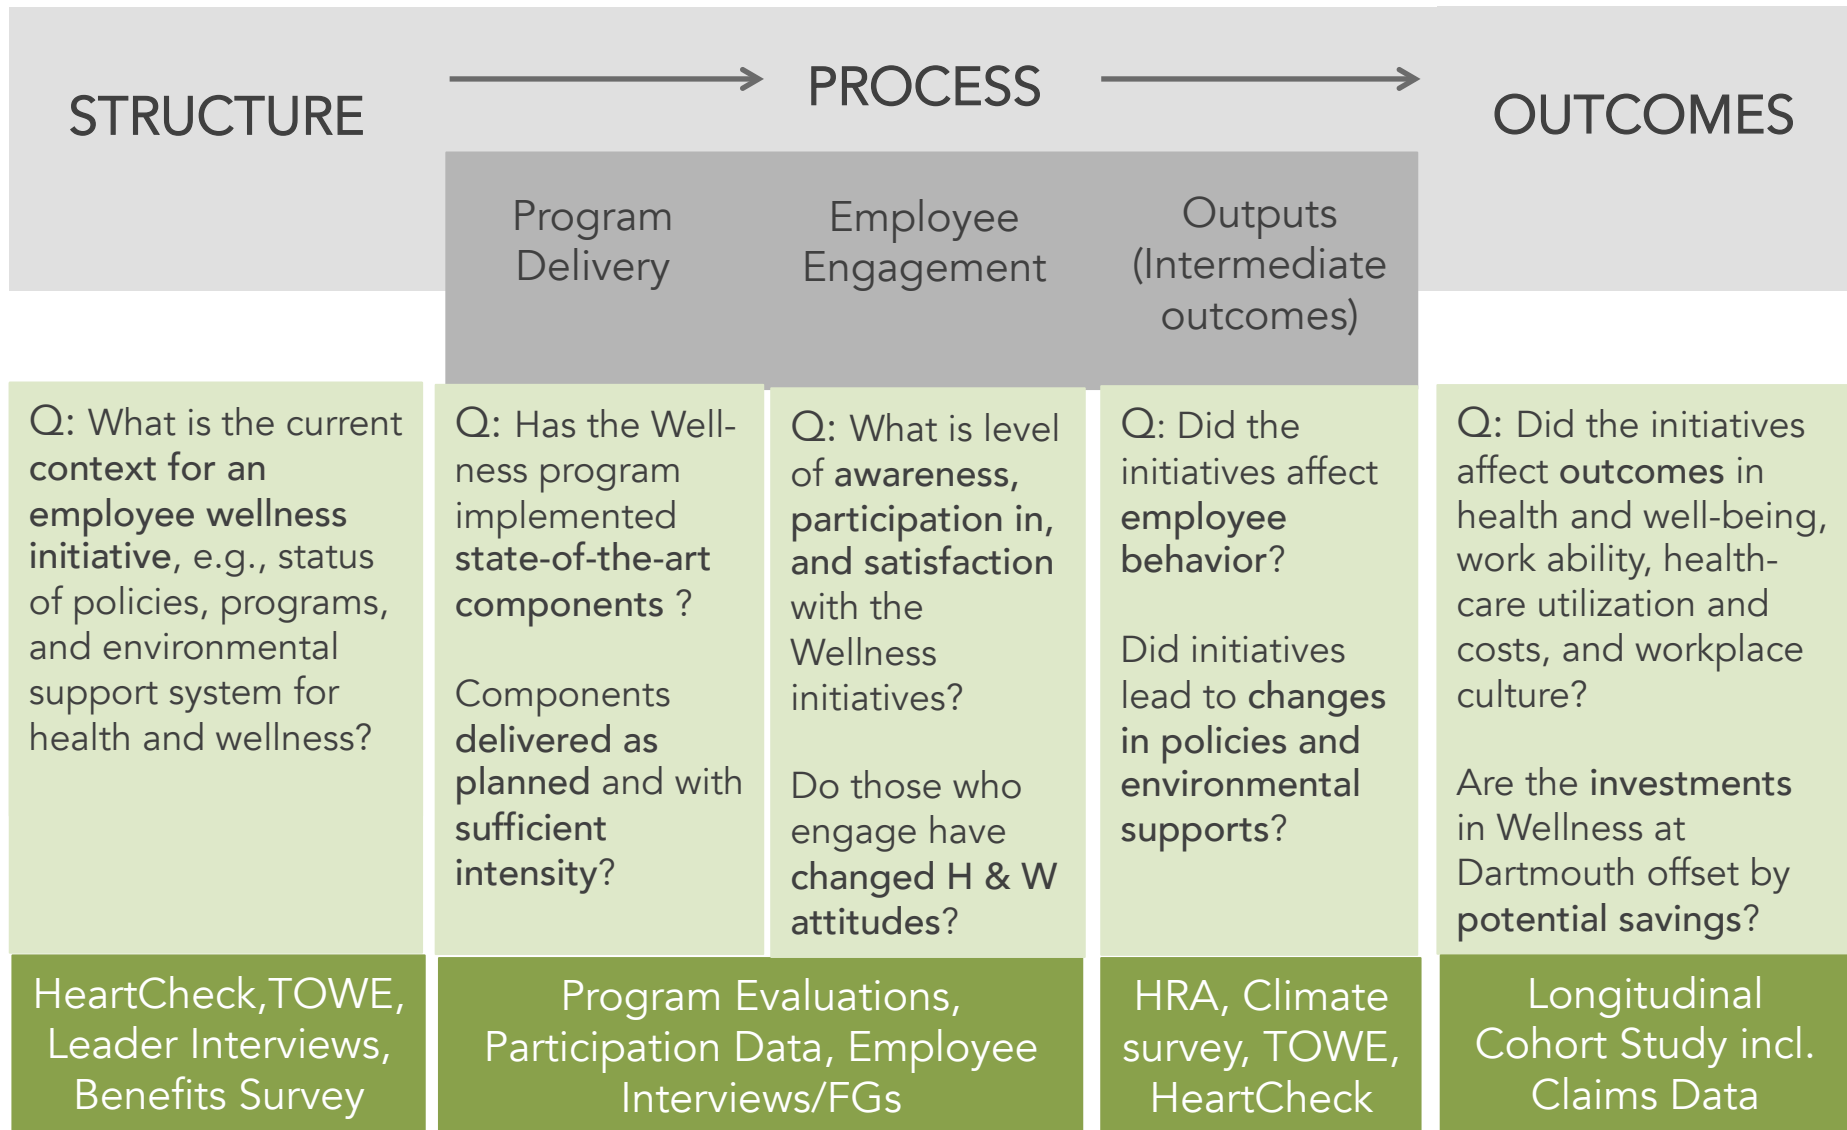 STRUCTURE
PROCESS
OUTCOMES
Program
Delivery
Employee
Engagement
Outputs
(Intermediate
outcomes)
Q: What is the current
context for an
employee wellness
initiative, e.g., status
of policies, programs,
and environmental
support system for
health and wellness?
Q: Has the Well-
ness program
implemented
state-of-the-art
components ?
Components
delivered as
planned and with
sufficient
intensity?
Q: What is level
of awareness,
participation in,
and satisfaction
with the
Wellness
initiatives?
Do those who
engage have
changed H & W
attitudes?
Q: Did the
initiatives affect
employee
behavior?
Did initiatives
lead to changes
in policies and
environmental
supports?
Q: Did the initiatives
affect outcomes in
health and well-being,
work ability, health-
care utilization and
costs, and workplace
culture?
Are the investments
in Wellness at
Dartmouth offset by
potential savings?
HeartCheck,TOWE,
Leader Interviews,
Benefits Survey
Program Evaluations,
Participation Data, Employee
Interviews/FGs
HRA, Climate
survey, TOWE,
HeartCheck
Longitudinal
Cohort Study incl.
Claims Data